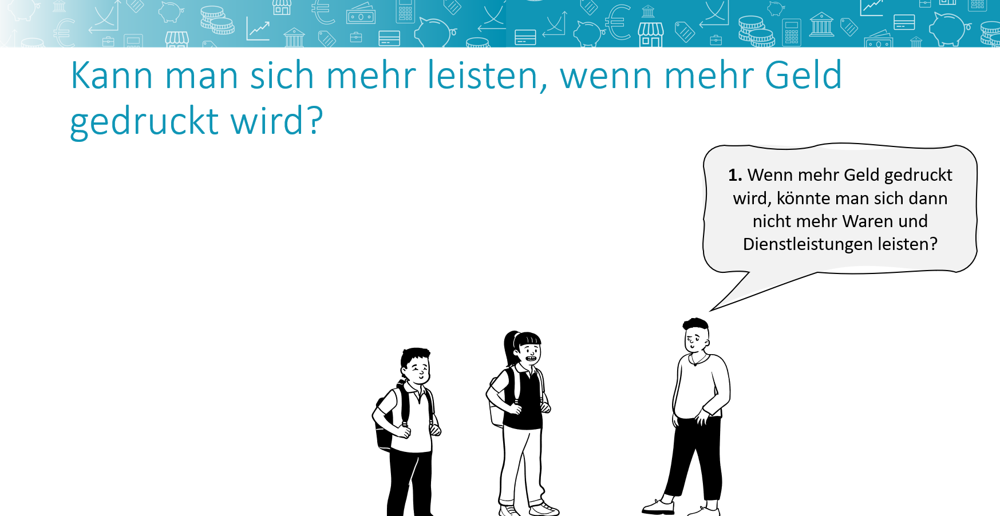 Kann man sich mehr leisten, wenn mehr Geld
gedruckt wird?
1. Wenn mehr Geld gedruckt
wird, könnte man sich dann
nicht mehr Waren und
Dienstleistungen leisten?